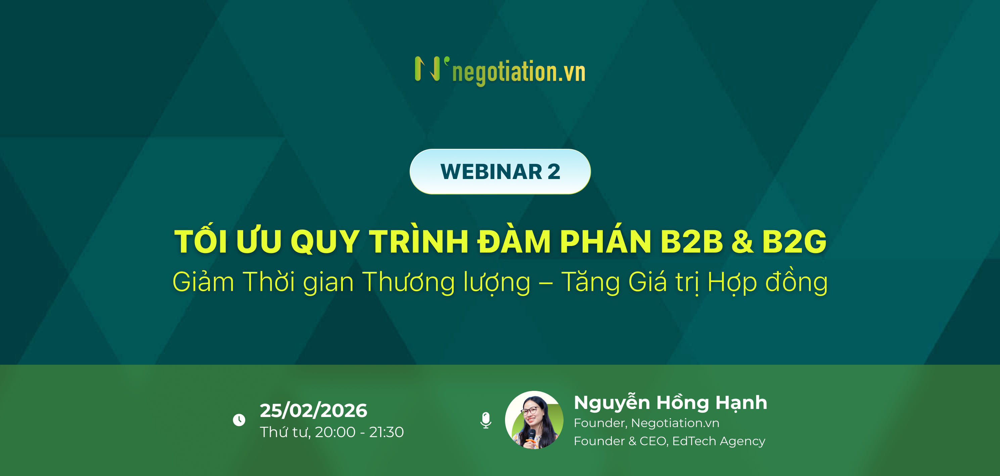 N' negotiation.vn
WEBINAR 2
TỐI ƯU QUY TRÌNH ĐÀM PHÁN B2B & B2G
Giảm Thời gian Thương lượng – Tăng Giá trị Hợp đồng
25/02/2026
Thứ tư, 20:00 - 21:30
Nguyễn Hồng Hạnh
Founder, Negotiation.vn
Founder & CEO, EdTech Agency